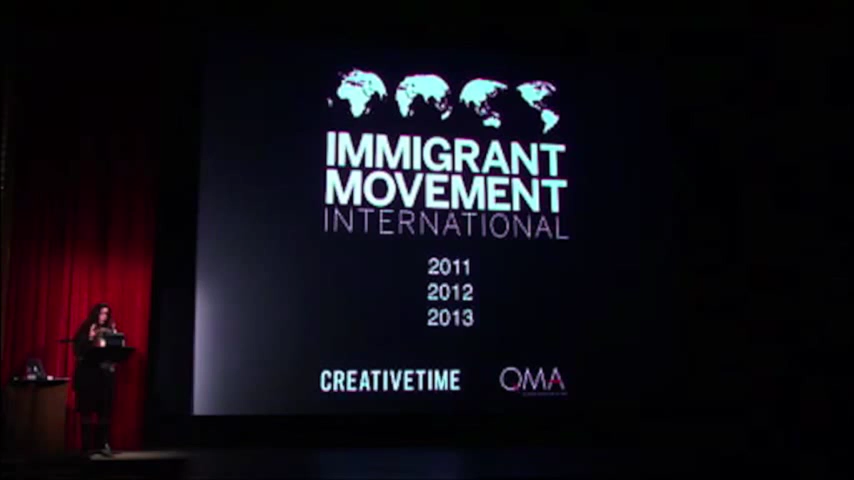 IMMIGRANT
MOVEMENT
INTERNATIONAL
2011
2012
2013
CREATIVETIME
QMA